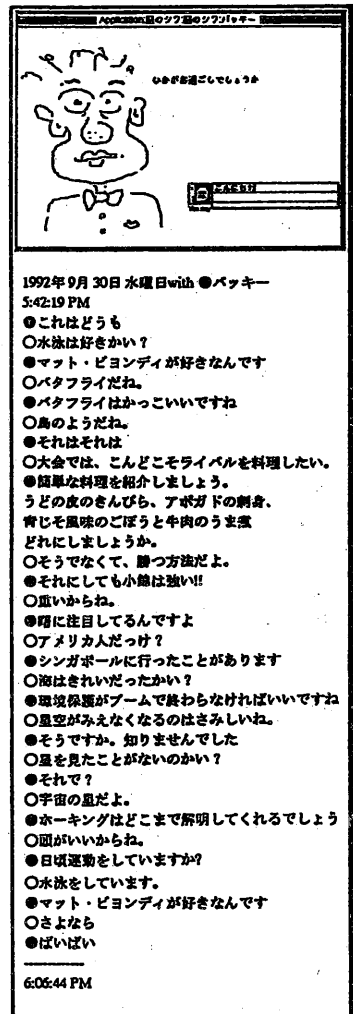 いかがお過ごしでしょうか
こんにちは
1992年9月30日 水曜日with ●バッキー
5:42:19 PM
●これはどうも
○水泳は好きかい？
●マット・ビヨンディが好きなんです
○バタフライだね。
●バタフライはかっこいいですね
○鳥のようだね。
●それはそれは
○大会では、こんどこそライバルを料理したい。
●簡単な料理を紹介しましょう。
うどの皮のきんぴら、アボガドの刺身、
青じそ風味のごぼうと牛肉のうま煮
どれにしましょうか。
○そうでなくて、勝つ方法だよ。
●それにしても小錦は強い!!
○重いからね。
●曙に注目してるんですよ
○アメリカ人だっけ？
●シンガポールに行ったことがあります
○海はきれいだったかい？
●環境保護がブームで終わらなければいいですね
○星空がみえなくなるのはさみしいね。
●そうですか。知りませんでした
○星を見たことがないのかい？
●それで？
○宇宙の星だよ。
●ホーキングはどこまで解明してくれるでしょう
○頭がいいからね。
●日頃運動をしていますか?
○水泳をしています。
●マット・ビヨンディが好きなんです
○さよなら
●ばいばい
6:06:44 PM